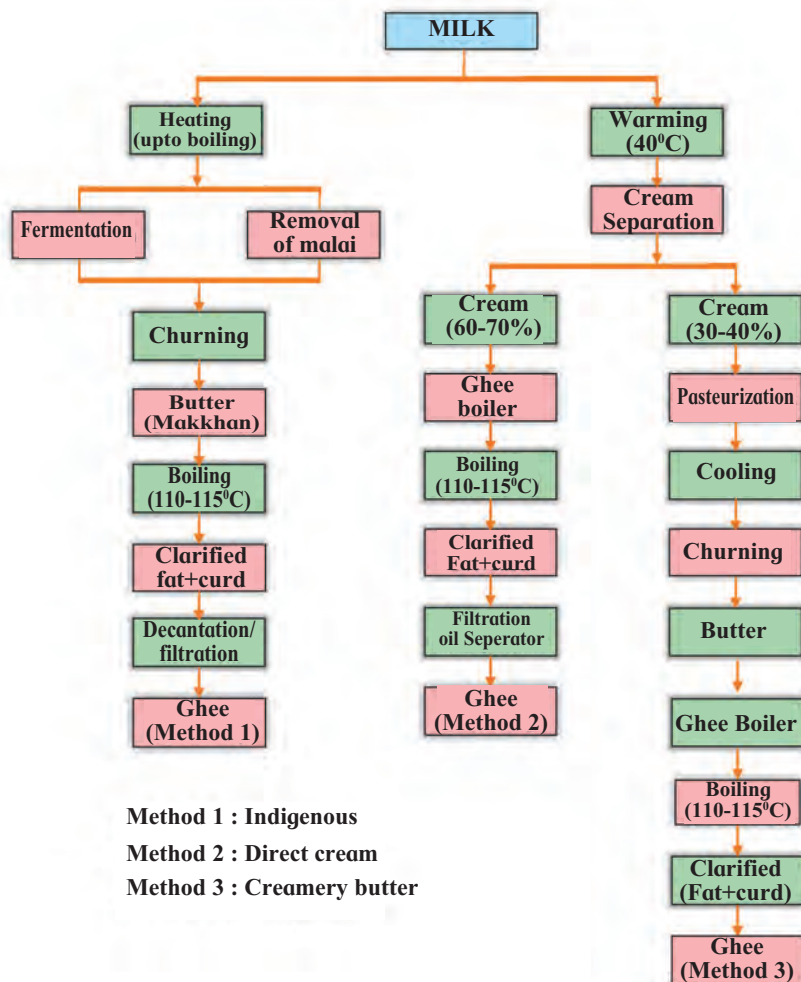 MILK
Heating
(upto boiling)
Fermentation
Removal
of malai
Churning
Butter
(Makkhan)
Boiling
(110-115⁰C)
Clarified
fat+curd
Decantation/
filtration
Ghee
(Method 1)
Warming
(40⁰C)
Cream
Separation
Cream
(60-70%)
Ghee
boiler
Boiling
(110-115⁰C)
Clarified
Fat+curd
Filtration
oil Seperator
Ghee
(Method 2)
Cream
(30-40%)
Pasteurization
Cooling
Churning
Butter
Ghee Boiler
Boiling
(110-115⁰C)
Clarified
(Fat+curd)
Ghee
(Method 3)
Method 1 : Indigenous
Method 2 : Direct cream
Method 3 : Creamery butter